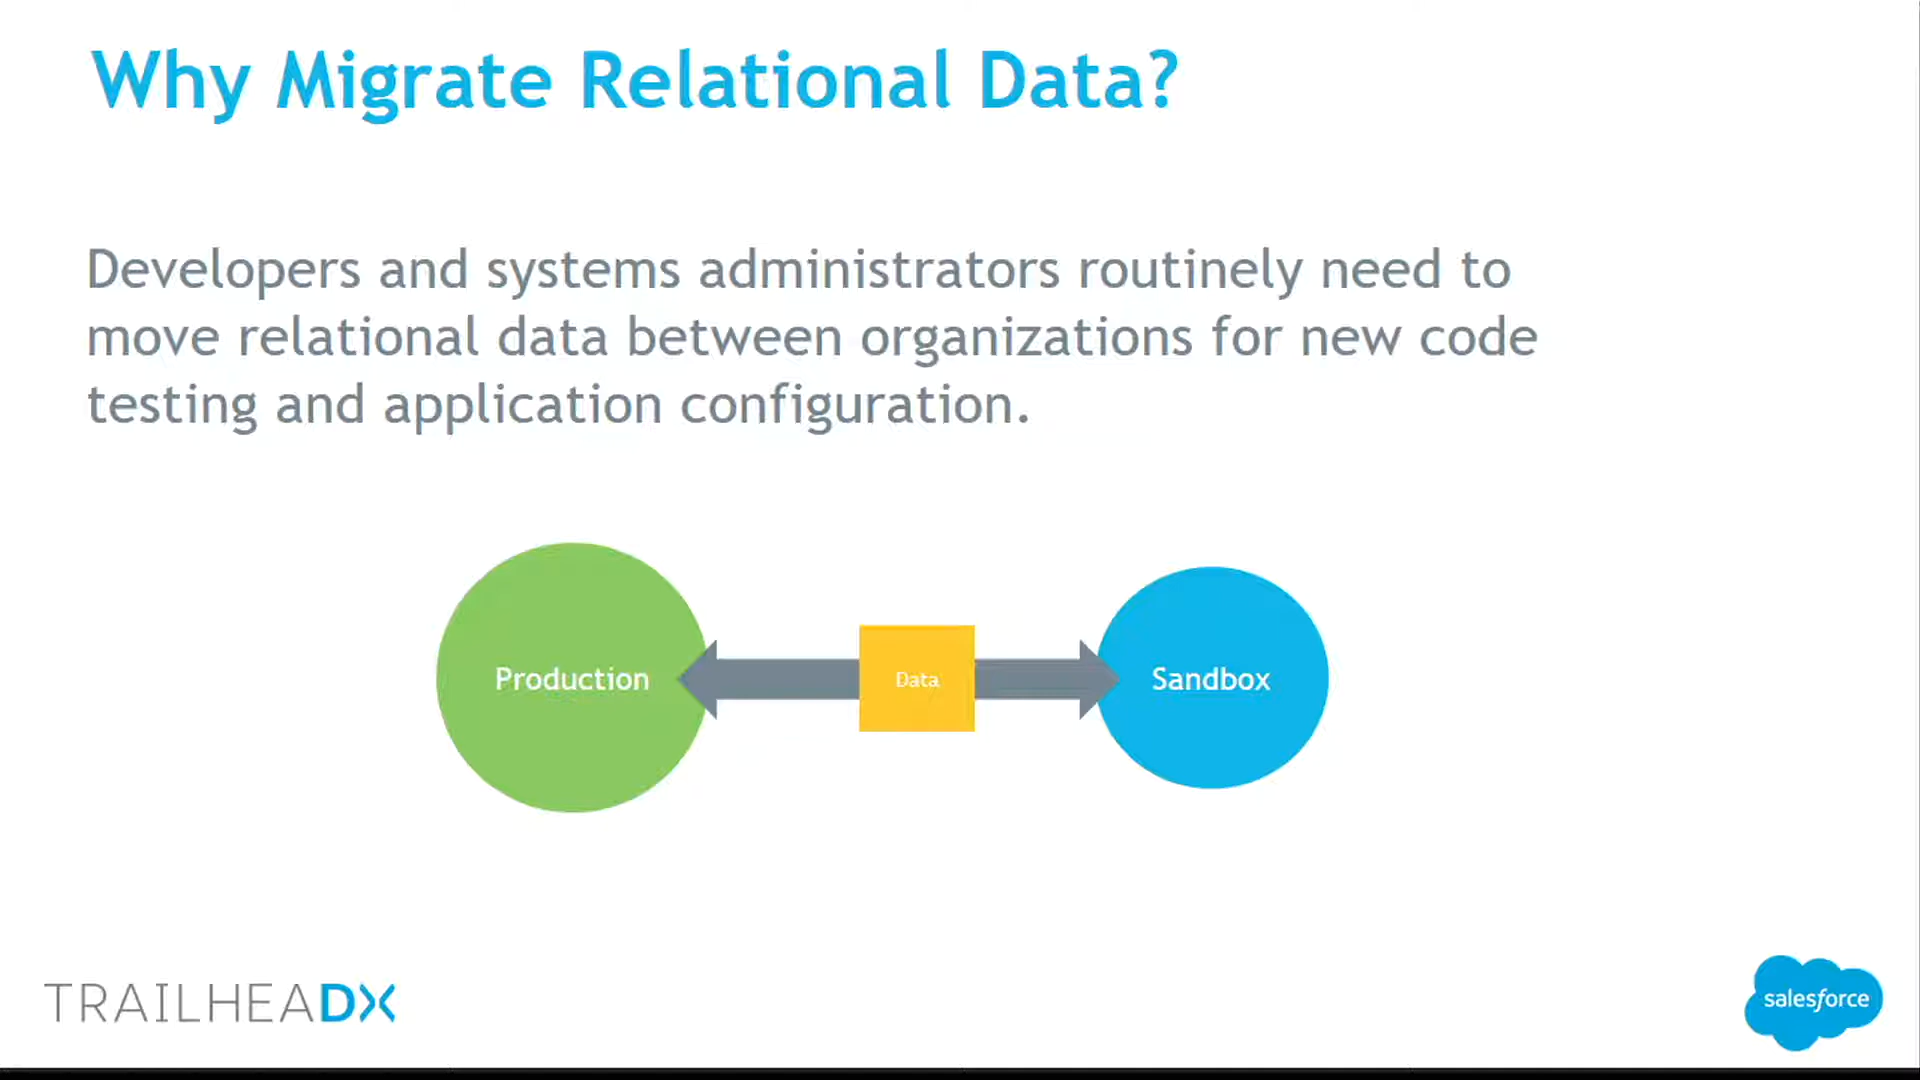 Why Migrate Relational Data?
Developers and systems administrators routinely need to
move relational data between organizations for new code
testing and application configuration.
Production
Data
Sandbox
TRAILHEADX
salesforce